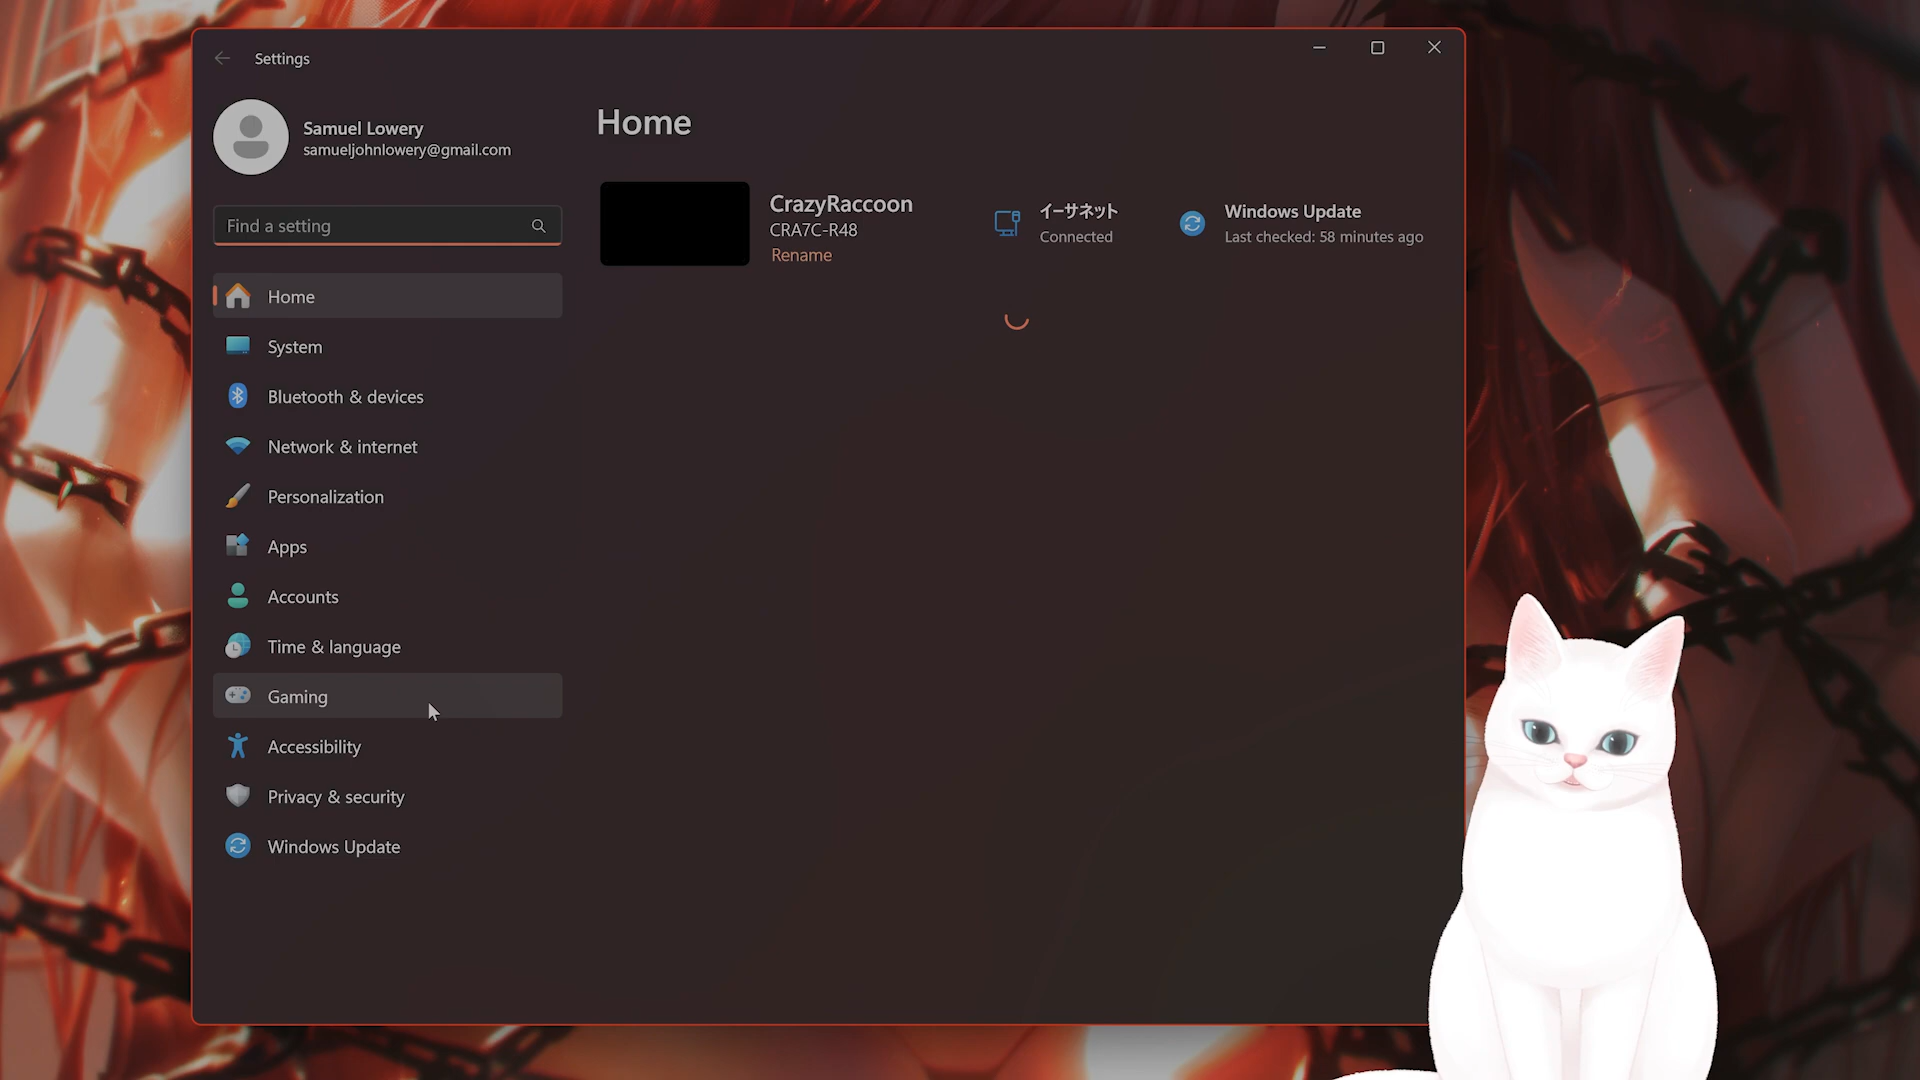 Settings
Samuel Lowery
samueljohnlowery@gmail.com
Find a setting
Home
System
Bluetooth & devices
Network & internet
Personalization
Apps
Accounts
Time & language
Gaming
Accessibility
Privacy & security
Windows Update
Home
CrazyRaccoon
CRA7C-R48
Rename
イーサネット
Connected
Windows Update
Last checked: 58 minutes ago